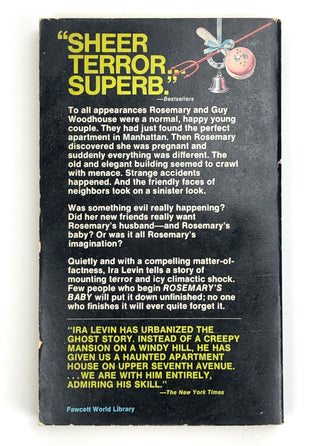 “SHEER
TERROR...
SUPERB.”
—Bestsellers
To all appearances Rosemary and Guy
Woodhouse were a normal, happy young
couple. They had just found the perfect
apartment in Manhattan. Then Rosemary
discovered she was pregnant and
suddenly everything was different. The
old and elegant building seemed to crawl
with menace. Strange accidents
happened. And the friendly faces of
neighbors took on a sinister look.
Was something evil really happening?
Did her new friends really want
Rosemary's husband—and Rosemary's
baby? Or was it all Rosemary's
imagination?
Quietly and with a compelling matter-of-
factness, Ira Levin tells a story of
mounting terror and icy climactic shock.
Few people who begin ROSEMARY'S
BABY will put it down unfinished; no one
who finishes it will ever quite forget it.
"IRA LEVIN HAS URBANIZED THE
GHOST STORY. INSTEAD OF A CREEPY
MANSION ON A WINDY HILL, HE HAS
GIVEN US A HAUNTED APARTMENT
HOUSE ON UPPER SEVENTH AVENUE.
. . . WE ARE WITH HIM ENTIRELY,
ADMIRING HIS SKILL."
—The New York Times
Fawcett World Library